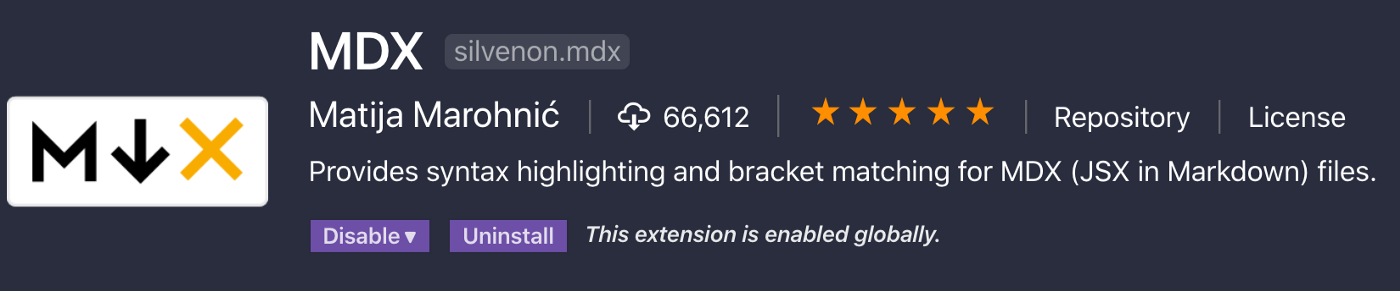 MDX silvenon.mdx
M↓X
Matija Marohnić 66,612 ★★★★★ Repository License
Provides syntax highlighting and bracket matching for MDX (JSX in Markdown) files.
Disable ▾ Uninstall This extension is enabled globally.